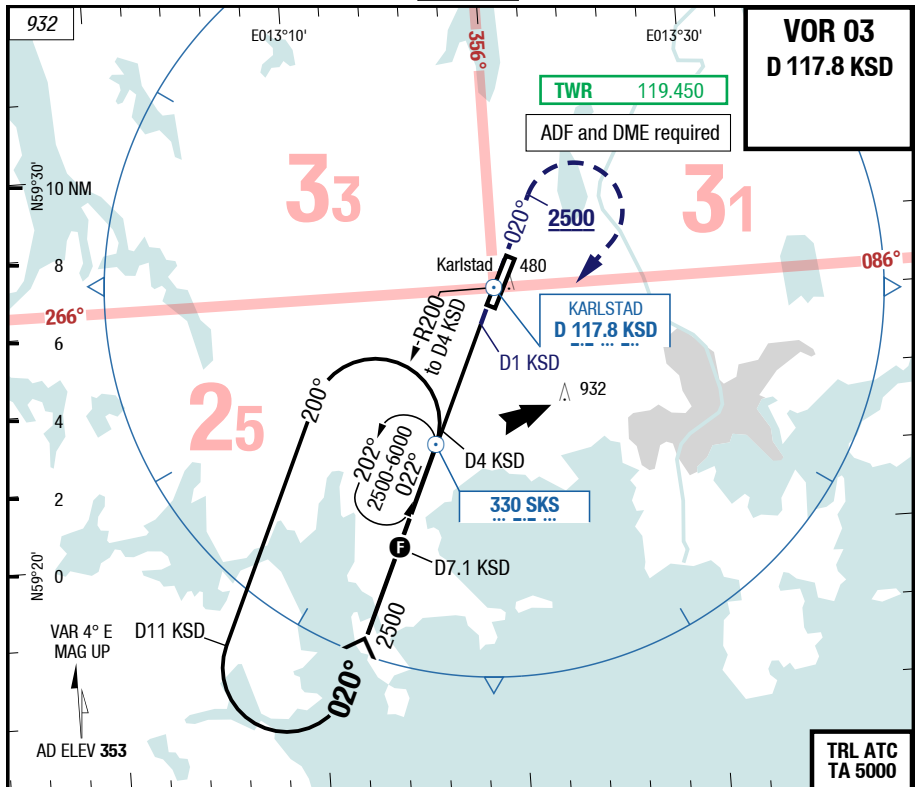 932
E013°10'
E013°30'
VOR 03
D 117.8 KSD
356°
TWR 119.450
ADF and DME required
N59°30'
10 NM
33
31
020°
2500
8
Karlstad
480
086°
266°
R200
to D4 KSD
KARLSTAD
D 117.8 KSD
6
D1 KSD
200°
25
932
4
202°
2500-6000
022°
D4 KSD
2
330 SKS
F
D7.1 KSD
N59°20'
0
2500
VAR 4° E
MAG UP
D11 KSD
020°
AD ELEV 353
TRL ATC
TA 5000